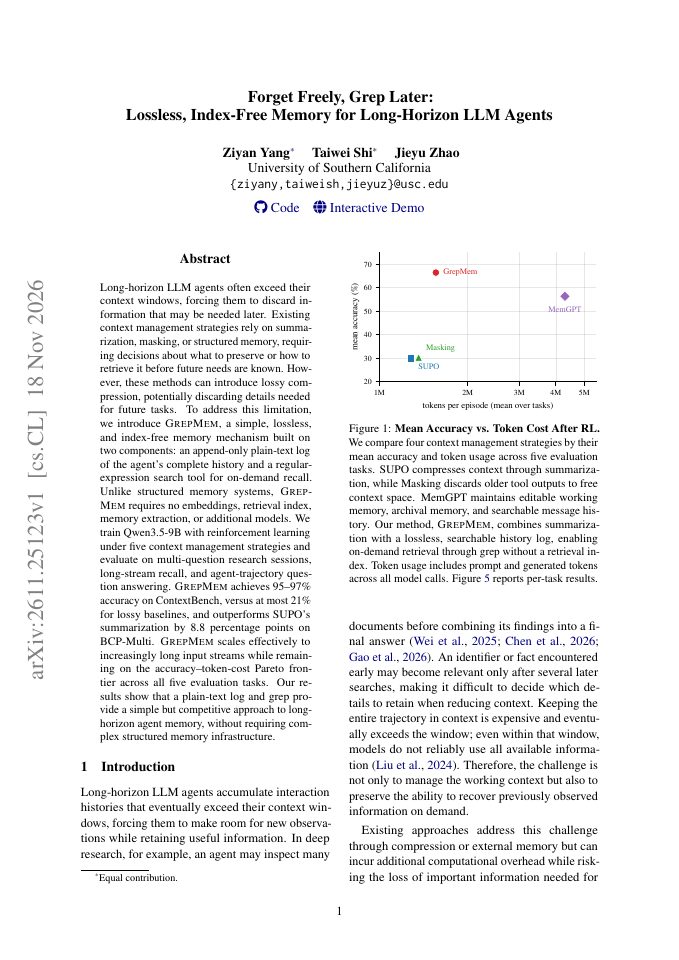 Forget Freely, Grep Later:
Lossless, Index-Free Memory for Long-Horizon LLM Agents
Ziyan Yang* Taiwei Shi* Jieyu Zhao
University of Southern California
{ziyany,taiweish,jieyuz}@usc.edu
Code Interactive Demo
arXiv:2611.25123v1 [cs.CL] 18 Nov 2026
Abstract
Long-horizon LLM agents often exceed their
context windows, forcing them to discard in-
formation that may be needed later. Existing
context management strategies rely on summa-
rization, masking, or structured memory, requir-
ing decisions about what to preserve or how to
retrieve it before future needs are known. How-
ever, these methods can introduce lossy com-
pression, potentially discarding details needed
for future tasks. To address this limitation,
we introduce GREPMEM, a simple, lossless,
and index-free memory mechanism built on
two components: an append-only plain-text log
of the agent's complete history and a regular-
expression search tool for on-demand recall.
Unlike structured memory systems, GREP-
MEM requires no embeddings, retrieval index,
memory extraction, or additional models. We
train Qwen3.5-9B with reinforcement learning
under five context management strategies and
evaluate on multi-question research sessions,
long-stream recall, and agent-trajectory ques-
tion answering. GREPMEM achieves 95–97%
accuracy on ContextBench, versus at most 21%
for lossy baselines, and outperforms SUPO's
summarization by 8.8 percentage points on
BCP-Multi. GREPMEM scales effectively to
increasingly long input streams while remain-
ing on the accuracy–token-cost Pareto fron-
tier across all five evaluation tasks. Our re-
sults show that a plain-text log and grep pro-
vide a simple but competitive approach to long-
horizon agent memory, without requiring com-
plex structured memory infrastructure.
1 Introduction
Long-horizon LLM agents accumulate interaction
histories that eventually exceed their context win-
dows, forcing them to make room for new observa-
tions while retaining useful information. In deep
research, for example, an agent may inspect many
*Equal contribution.
mean accuracy (%)
70
60
50
40
30
20
GrepMem
MemGPT
Masking
SUPO
1M 2M 3M 4M 5M
tokens per episode (mean over tasks)
Figure 1: Mean Accuracy vs. Token Cost After RL.
We compare four context management strategies by their
mean accuracy and token usage across five evaluation
tasks. SUPO compresses context through summariza-
tion, while Masking discards older tool outputs to free
context space. MemGPT maintains editable working
memory, archival memory, and searchable message his-
tory. Our method, GREPMEM, combines summariza-
tion with a lossless, searchable history log, enabling
on-demand retrieval through grep without a retrieval in-
dex. Token usage includes prompt and generated tokens
across all model calls. Figure 5 reports per-task results.
documents before combining its findings into a fi-
nal answer (Wei et al., 2025; Chen et al., 2026;
Gao et al., 2026). An identifier or fact encountered
early may become relevant only after several later
searches, making it difficult to decide which de-
tails to retain when reducing context. Keeping the
entire trajectory in context is expensive and eventu-
ally exceeds the window; even within that window,
models do not reliably use all available informa-
tion (Liu et al., 2024). Therefore, the challenge is
not only to manage the working context but also to
preserve the ability to recover previously observed
information on demand.
Existing approaches address this challenge
through compression or external memory but can
incur additional computational overhead while risk-
ing the loss of important information needed for
1